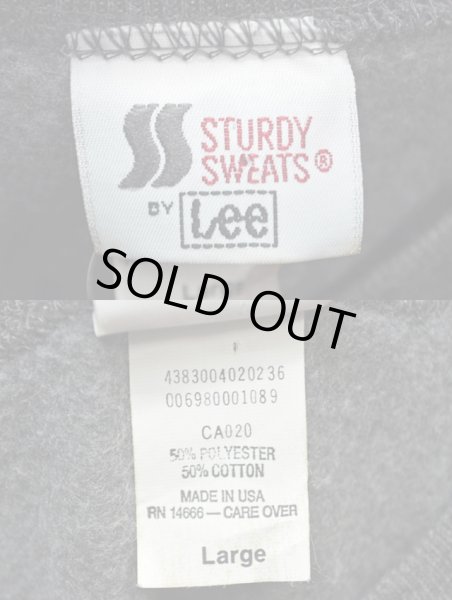 STURDY
SWEATS®
BY Lee
SOLD OUT
4383004020236
006980001089
CA020
50% POLYESTER
50% COTTON
MADE IN USA
RN 14666 — CARE OVER
Large